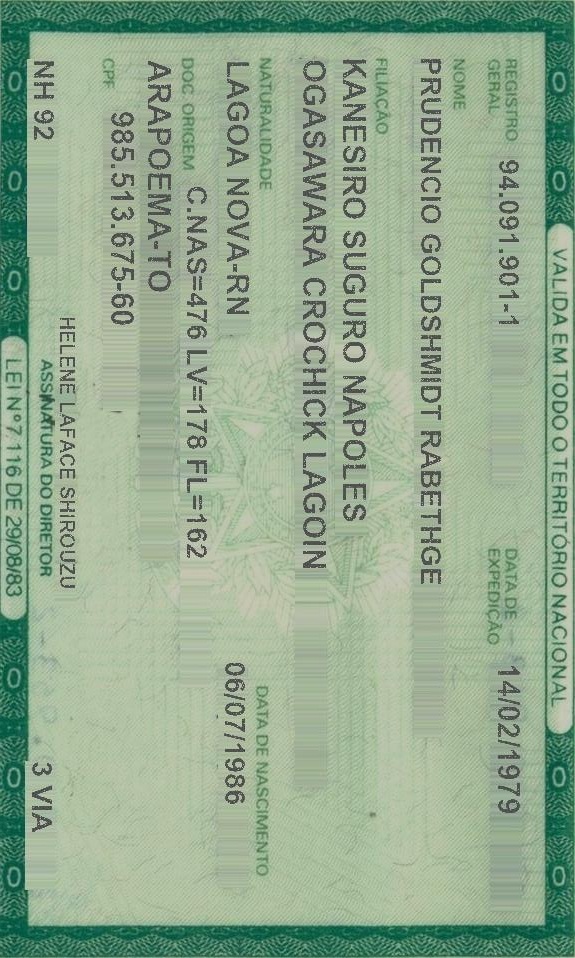 VALIDA EM TODO O TERRITÓRIO NACIONAL
REGISTRO GERAL 94.091.901-1 DATA DE EXPEDIÇÃO 14/02/1979
NOME
PRUDENCIO GOLDSHMIDT RABETHGE
FILIAÇÃO
KANESIRO SUGURO NAPOLES
OGASAWARA CROCHICK LAGOIN
NATURALIDADE DATA DE NASCIMENTO
LAGOA NOVA-RN 06/07/1986
DOC. ORIGEM C.NAS=476 LV=178 FL=162
ARAPOEMA-TO
CPF 985.513.675-60
HELENE LAFACE SHIROUZU
NH 92 ASSINATURA DO DIRETOR 3 VIA
LEI Nº 7.116 DE 29/08/83